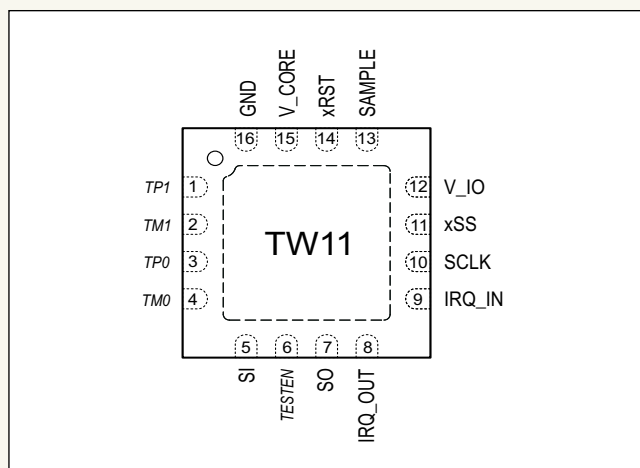 GND
V_CORE
xRST
SAMPLE
16
15
14
13
TP1
1
12
V_IO
TM1
2
TW11
11
xSS
TP0
3
10
SCLK
TM0
4
9
IRQ_IN
5
6
7
8
SI
TESTEN
SO
IRQ_OUT